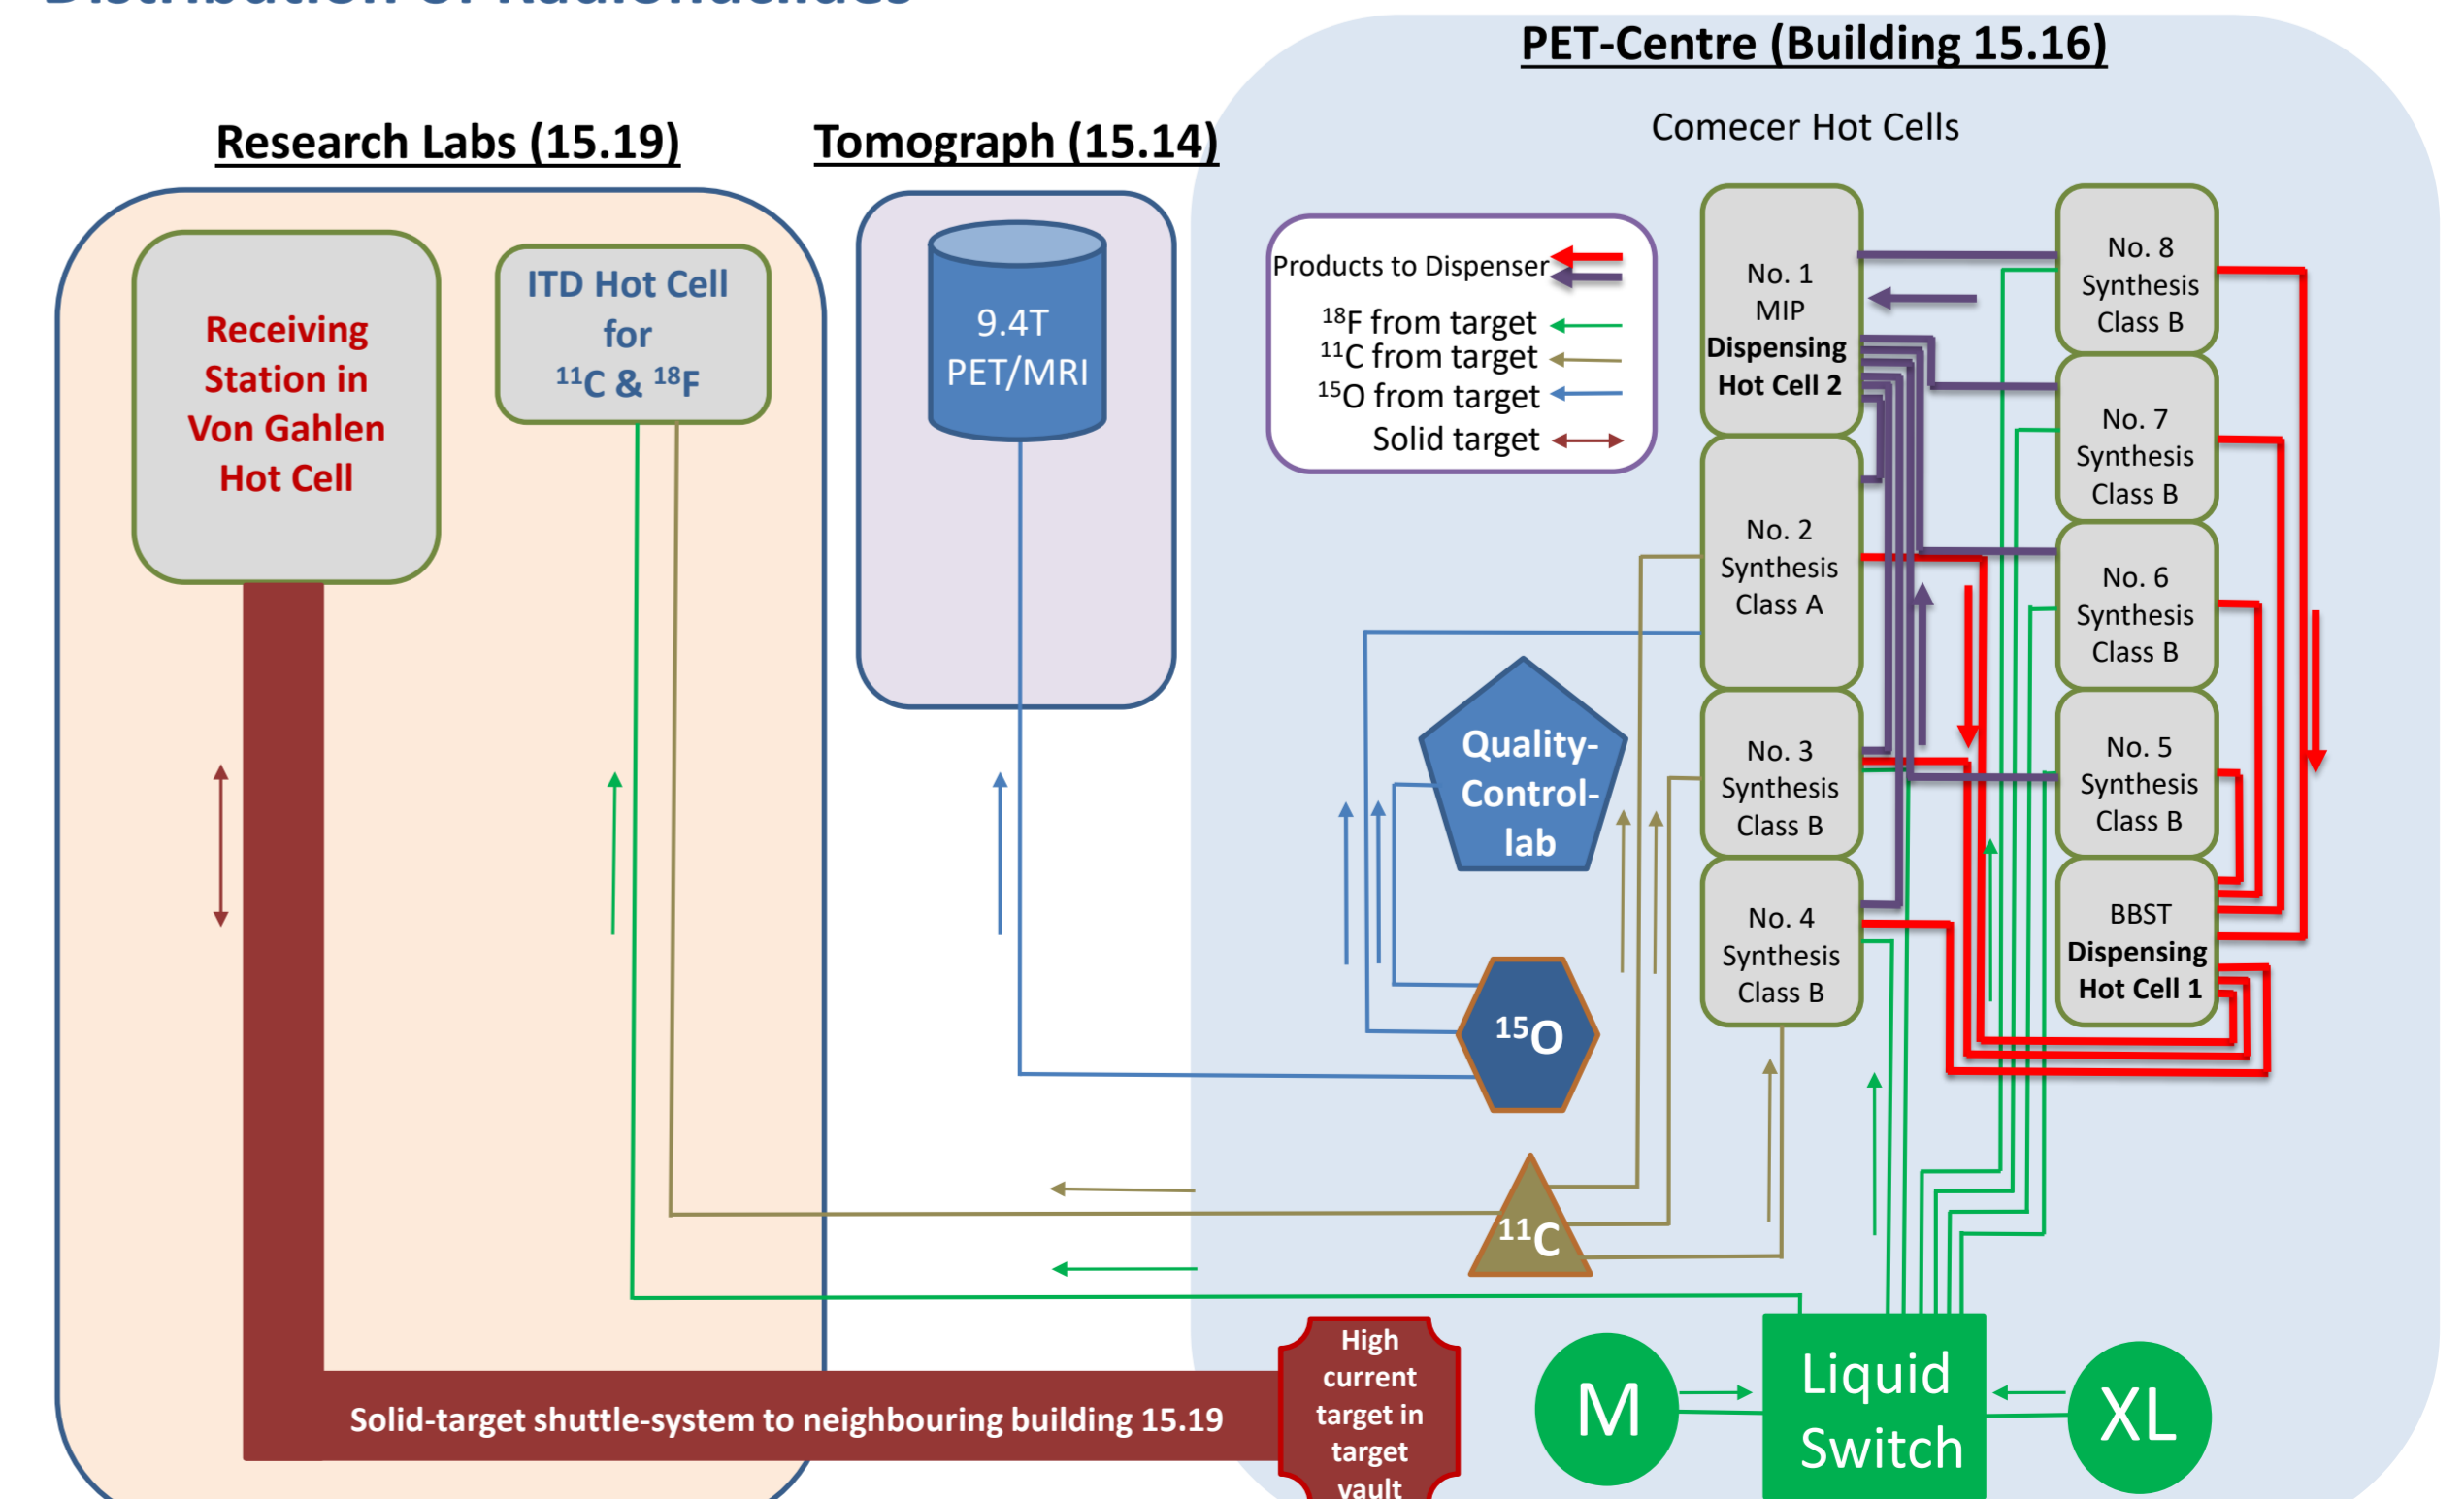 PET-Centre (Building 15.16)
Research Labs (15.19)
Tomograph (15.14)
Comecer Hot Cells
Receiving
Station in
Von Gahlen
Hot Cell
ITD Hot Cell
for
¹¹C & ¹⁸F
9.4T
PET/MRI
Products to Dispenser
¹⁸F from target
¹¹C from target
¹⁵O from target
Solid target
No. 1
MIP
Dispensing
Hot Cell 2
No. 2
Synthesis
Class A
No. 3
Synthesis
Class B
No. 4
Synthesis
Class B
No. 8
Synthesis
Class B
No. 7
Synthesis
Class B
No. 6
Synthesis
Class B
No. 5
Synthesis
Class B
BBST
Dispensing
Hot Cell 1
Quality-
Control-
lab
¹⁵O
¹¹C
Solid-target shuttle-system to neighbouring building 15.19
High
current
target in
target
vault
M
Liquid
Switch
XL